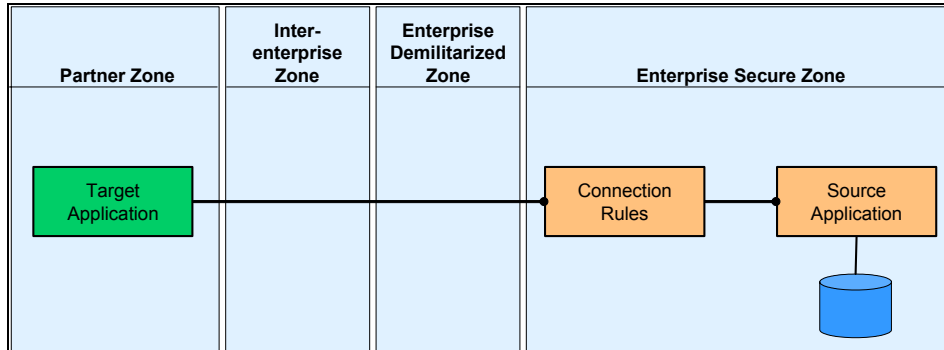 Partner Zone
Inter-
enterprise
Zone
Enterprise
Demilitarized
Zone
Enterprise Secure Zone
Target
Application
Connection
Rules
Source
Application